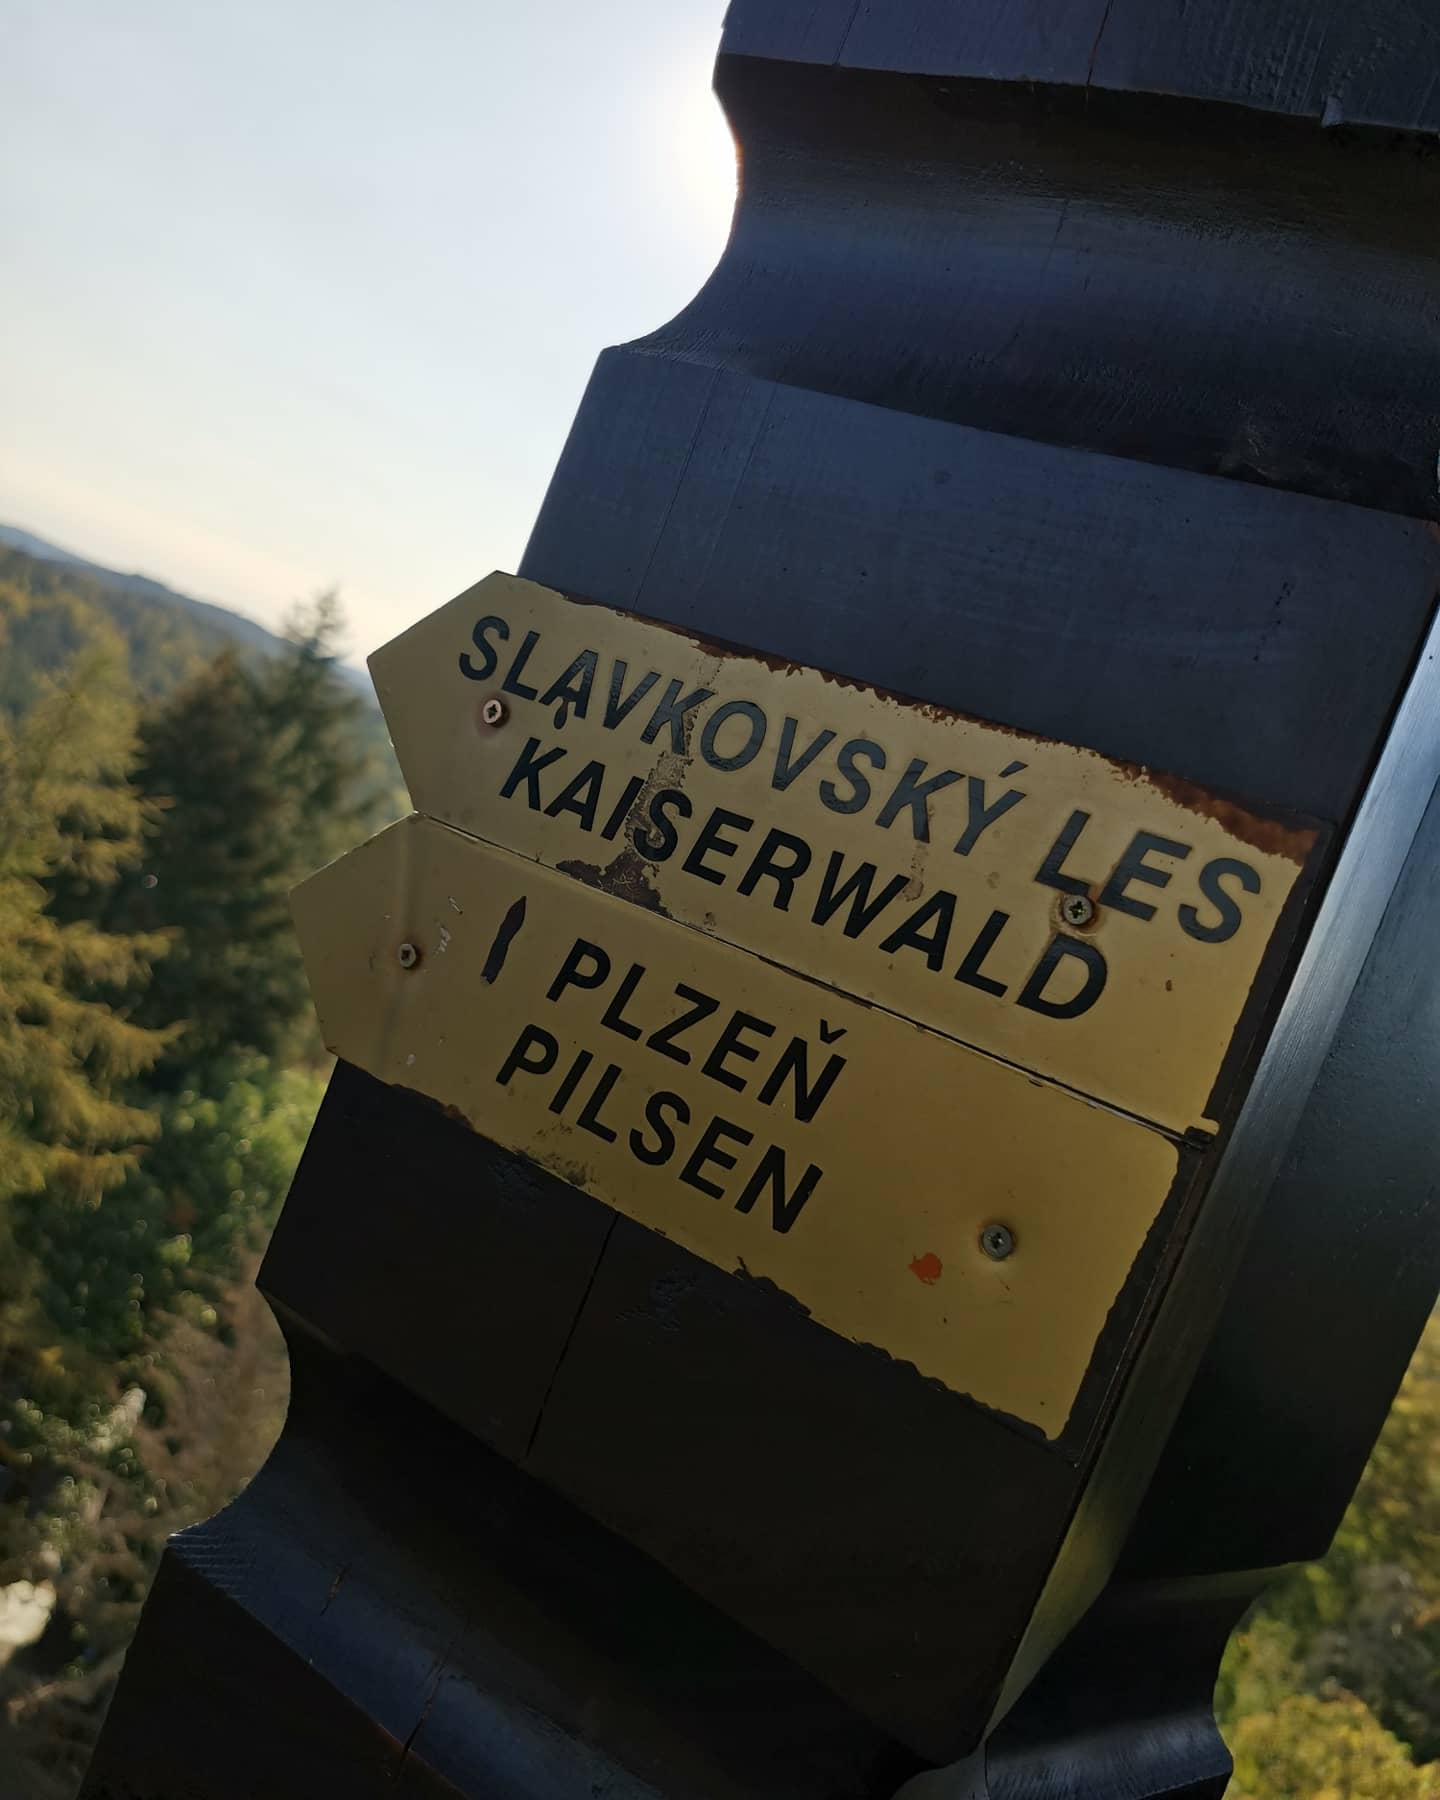 SLAVKOVSKÝ LES
KAISERWALD
PLZEŇ
PILSEN